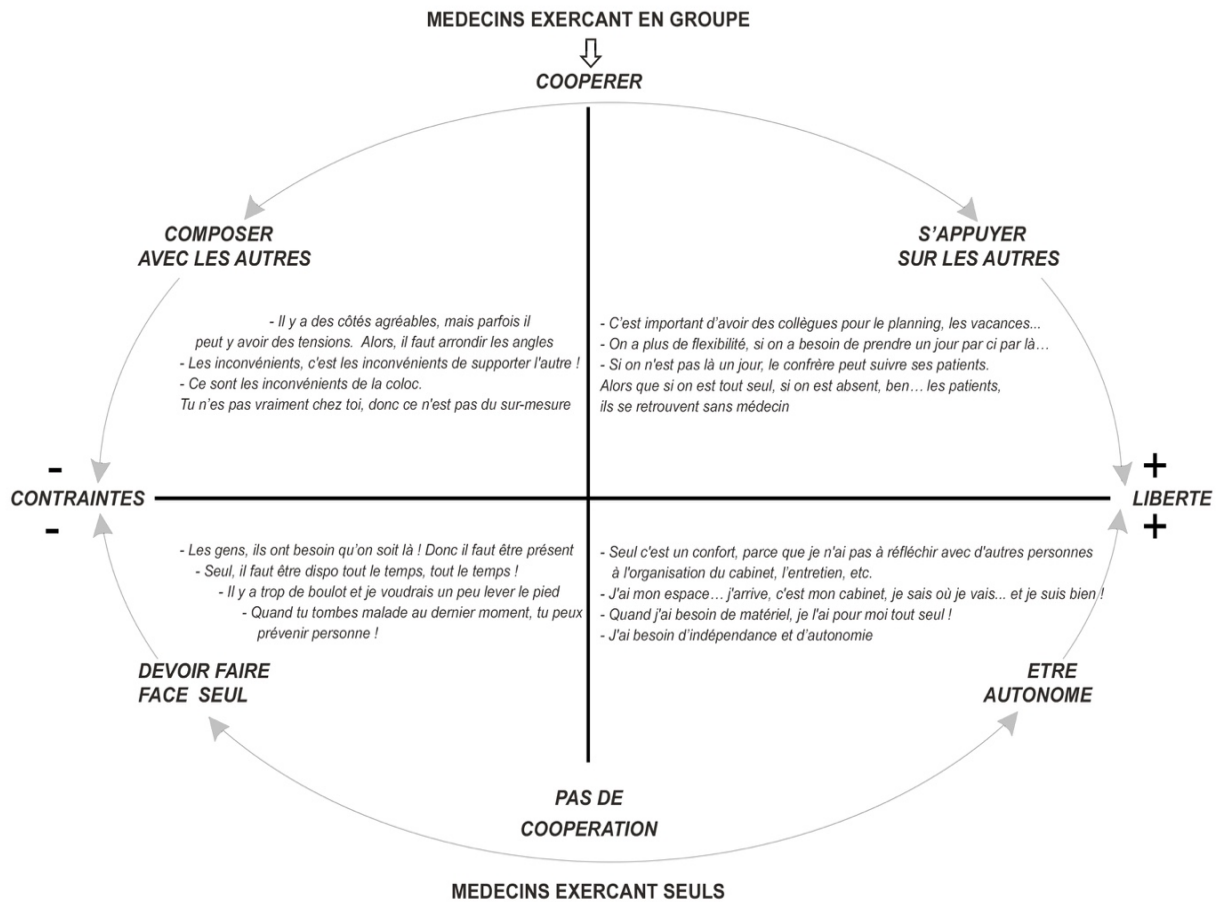 MEDECINS EXERCANT EN GROUPE
COOPERER
COMPOSER
AVEC LES AUTRES
S’APPUYER
SUR LES AUTRES
- Il y a des côtés agréables, mais parfois il
peut y avoir des tensions. Alors, il faut arrondir les angles
- Les inconvénients, c'est les inconvénients de supporter l'autre !
- Ce sont les inconvénients de la coloc.
Tu n’es pas vraiment chez toi, donc ce n'est pas du sur-mesure
- C’est important d’avoir des collègues pour le planning, les vacances...
- On a plus de flexibilité, si on a besoin de prendre un jour par ci par là…
- Si on n'est pas là un jour, le confrère peut suivre ses patients.
Alors que si on est tout seul, si on est absent, ben… les patients,
ils se retrouvent sans médecin
-
CONTRAINTES
-
+
LIBERTE
+
- Les gens, ils ont besoin qu’on soit là ! Donc il faut être présent
- Seul, il faut être dispo tout le temps, tout le temps !
- Il y a trop de boulot et je voudrais un peu lever le pied
- Quand tu tombes malade au dernier moment, tu peux
prévenir personne !
- Seul c'est un confort, parce que je n'ai pas à réfléchir avec d'autres personnes
à l'organisation du cabinet, l’entretien, etc.
- J'ai mon espace… j'arrive, c'est mon cabinet, je sais où je vais... et je suis bien !
- Quand j'ai besoin de matériel, je l'ai pour moi tout seul !
- J'ai besoin d’indépendance et d’autonomie
DEVOIR FAIRE
FACE SEUL
ETRE
AUTONOME
PAS DE
COOPERATION
MEDECINS EXERCANT SEULS